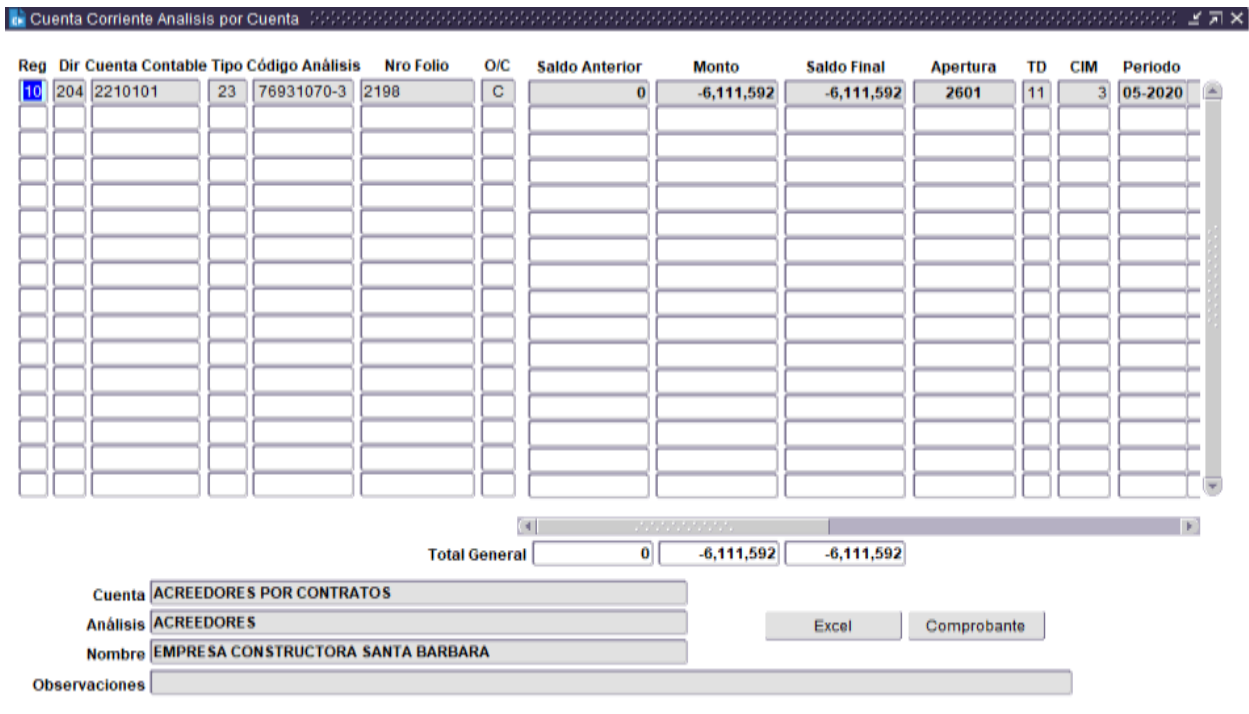 Cuenta Corriente Analisis por Cuenta
Reg Dir Cuenta Contable Tipo Código Análisis Nro Folio O/C Saldo Anterior Monto Saldo Final Apertura TD CIM Periodo
10 204 2210101 23 76931070-3 2198 C 0 -6,111,592 -6,111,592 2601 11 3 05-2020
Total General 0 -6,111,592 -6,111,592
Cuenta ACREEDORES POR CONTRATOS
Análisis ACREEDORES Excel Comprobante
Nombre EMPRESA CONSTRUCTORA SANTA BARBARA
Observaciones